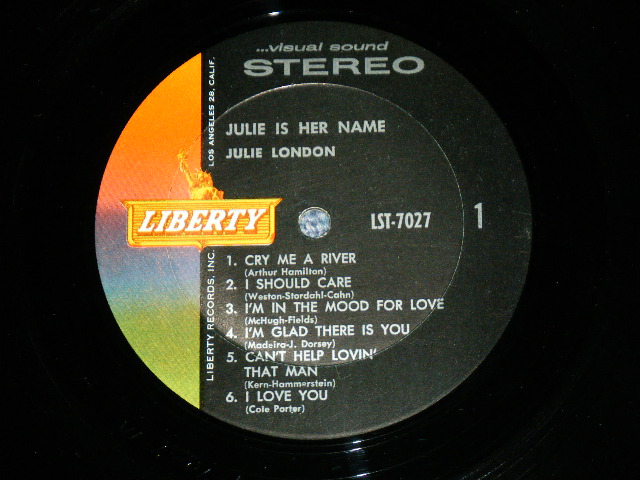 ...visual sound
STEREO
JULIE IS HER NAME
JULIE LONDON
LIBERTY
LST-7027
1
1. CRY ME A RIVER
(Arthur Hamilton)
2. I SHOULD CARE
(Weston-Stordahl-Cahn)
3. I'M IN THE MOOD FOR LOVE
(McHugh-Fields)
4. I'M GLAD THERE IS YOU
(Madeira-J. Dorsey)
5. CAN'T HELP LOVIN'
THAT MAN
(Kern-Hammerstein)
6. I LOVE YOU
(Cole Porter)
LIBERTY RECORDS, INC.
LOS ANGELES 28, CALIF.